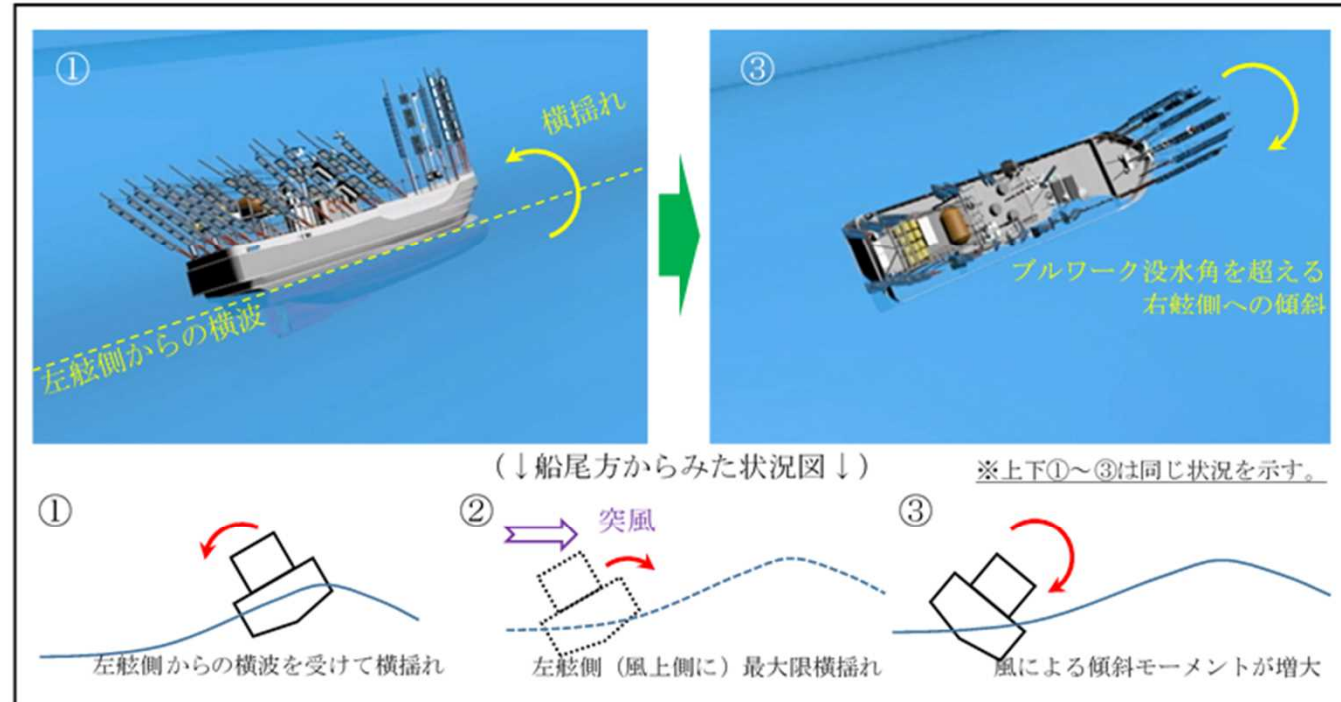 ①
横揺れ
左舷側からの横波
③
ブルワーク没水角を超える
右舷側への傾斜
（↓船尾方からみた状況図↓）
※上下①～③は同じ状況を示す。
①
左舷側からの横波を受けて横揺れ
②
突風
左舷側（風上側に）最大限横揺れ
③
風による傾斜モーメントが増大